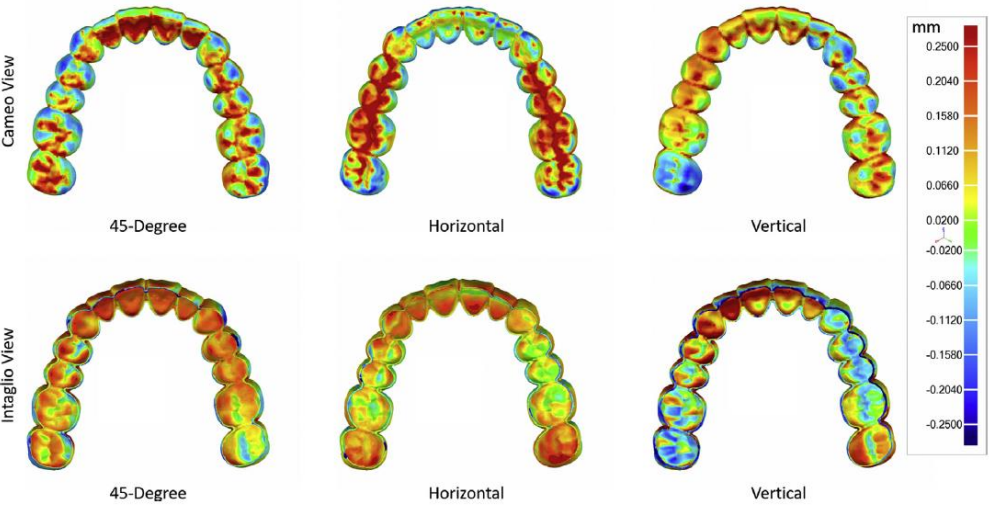 Cameo View
45-Degree
Horizontal
Vertical
mm
0.2500
0.2040
0.1580
0.1120
0.0660
0.0200
-0.0200
-0.0660
-0.1120
-0.1580
-0.2040
-0.2500
Intaglio View
45-Degree
Horizontal
Vertical